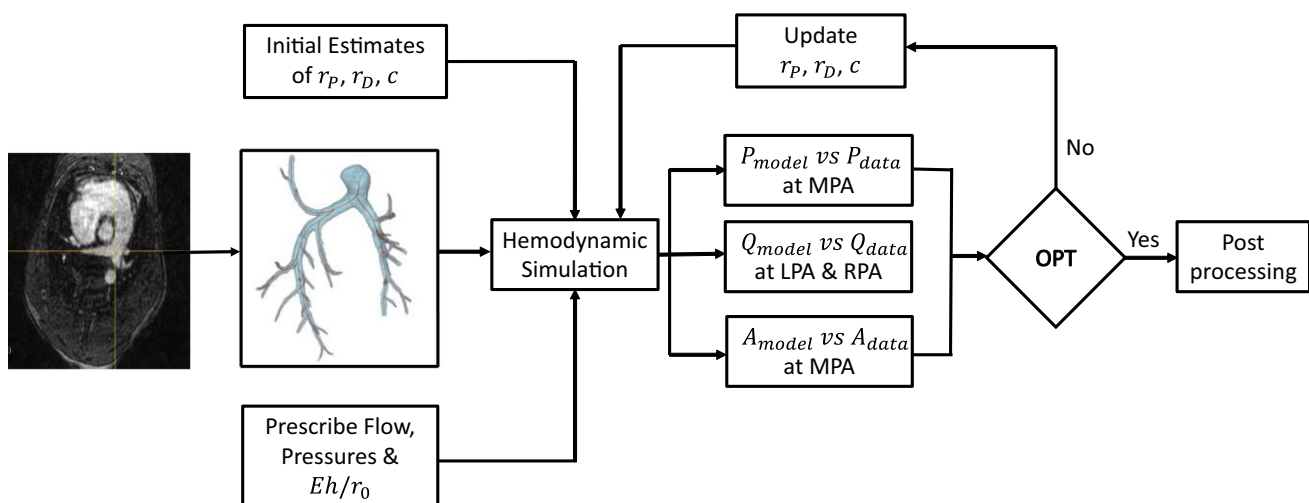 Initial Estimates
of r_P, r_D, c
Update
r_P, r_D, c
P_model vs P_data
at MPA
No
Hemodynamic
Simulation
Q_model vs Q_data
at LPA & RPA
OPT
Yes
Post
processing
A_model vs A_data
at MPA
Prescribe Flow,
Pressures &
Eh/r_0